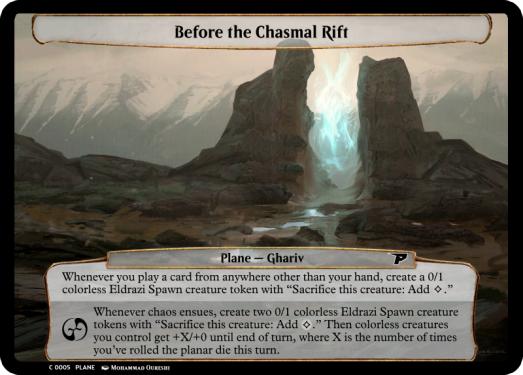 Before the Chasmal Rift
Plane — Ghariv
Whenever you play a card from anywhere other than your hand, create a 0/1
colorless Eldrazi Spawn creature token with “Sacrifice this creature: Add ◇.”
Whenever chaos ensues, create two 0/1 colorless Eldrazi Spawn creature
tokens with “Sacrifice this creature: Add ◇.” Then colorless creatures
you control get +X/+0 until end of turn, where X is the number of times
you’ve rolled the planar die this turn.
C 0005 PLANE Mohammad Qureshi